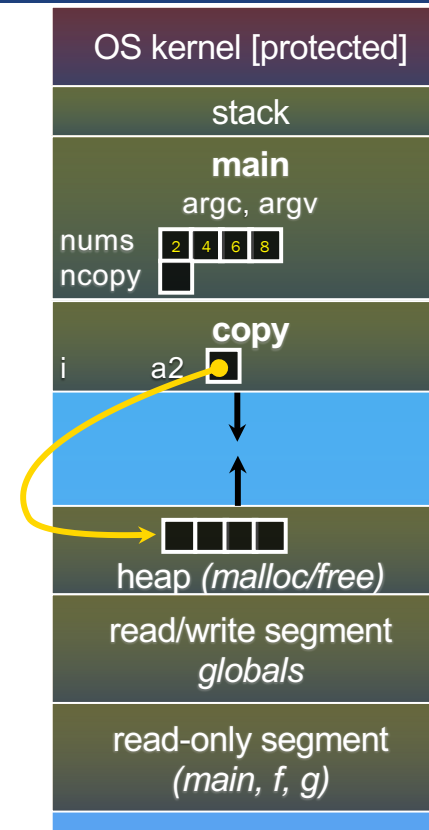 OS kernel [protected]
stack
main
argc, argv
nums 2 4 6 8
ncopy
copy
i a2
heap (malloc/free)
read/write segment
globals
read-only segment
(main, f, g)